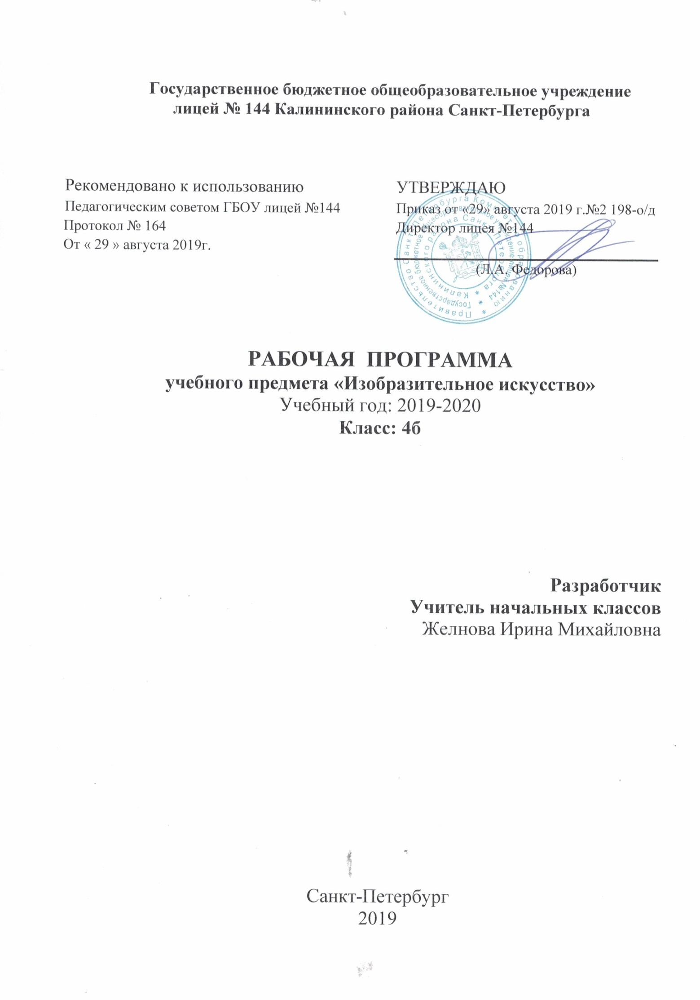 Государственное бюджетное общеобразовательное учреждение
лицей № 144 Калининского района Санкт-Петербурга
Рекомендовано к использованию
Педагогическим советом ГБОУ лицей №144
Протокол № 164
От « 29 » августа 2019г.
УТВЕРЖДАЮ
Приказ от «29» августа 2019 г.№2 198-о/д
Директор лицея №144
(Л.А. Федорова)
Правительство Санкт-Петербурга Комитет по образованию *
Государственное бюджетное общеобразовательное учреждение лицей №144 *
Калининского района Санкт-Петербурга *
РАБОЧАЯ ПРОГРАММА
учебного предмета «Изобразительное искусство»
Учебный год: 2019-2020
Класс: 4б
Разработчик
Учитель начальных классов
Желнова Ирина Михайловна
Санкт-Петербург
2019